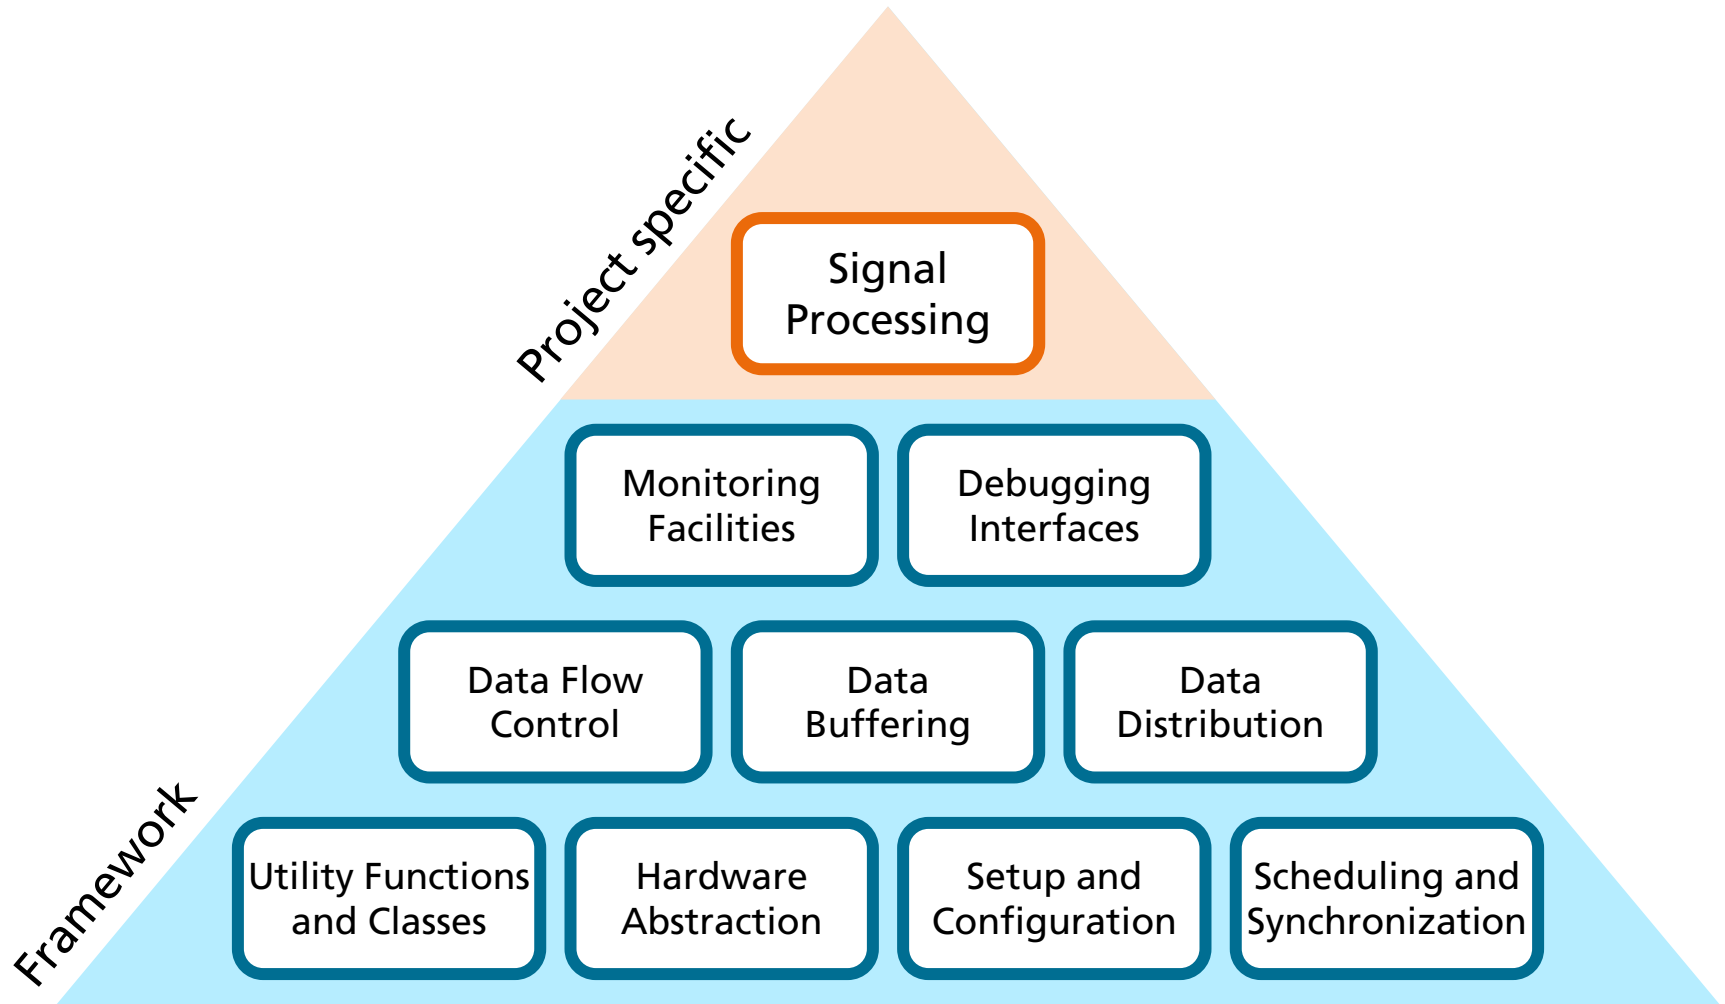 Project specific
Signal
Processing
Monitoring
Facilities
Debugging
Interfaces
Data Flow
Control
Data
Buffering
Data
Distribution
Framework
Utility Functions
and Classes
Hardware
Abstraction
Setup and
Configuration
Scheduling and
Synchronization